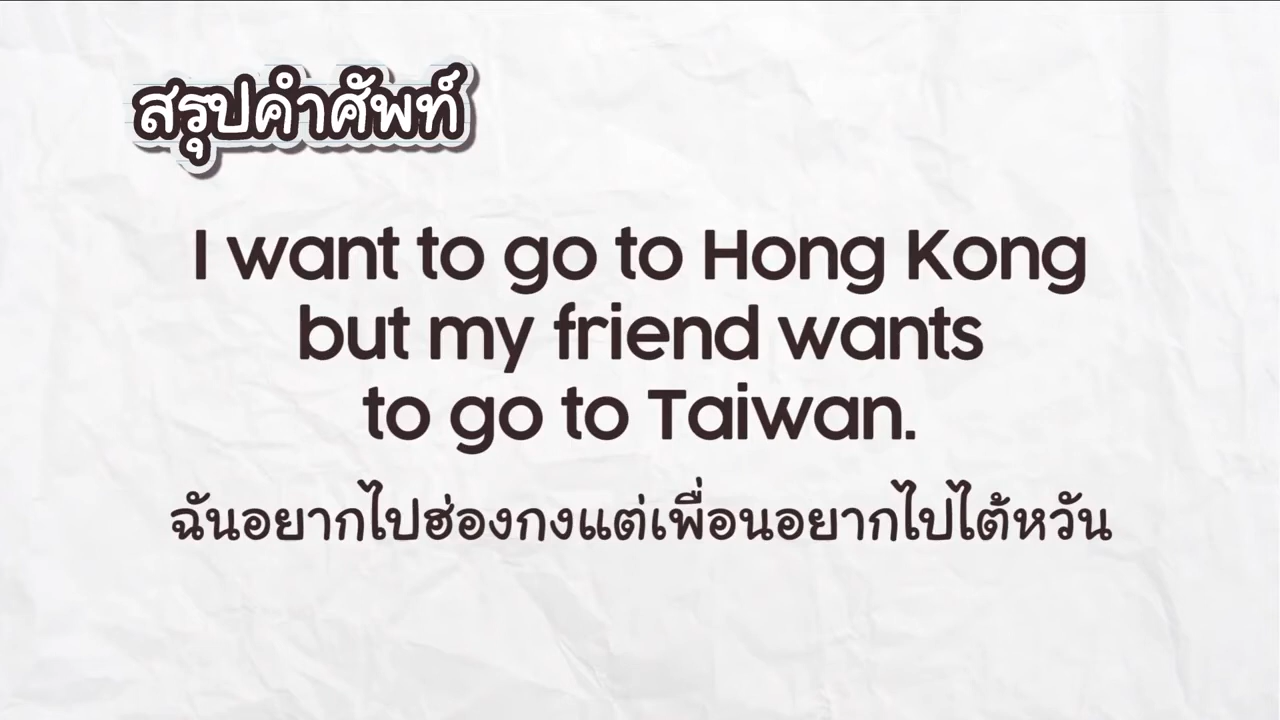 สรุปคำศัพท์
I want to go to Hong Kong
but my friend wants
to go to Taiwan.
ฉันอยากไปฮ่องกงแต่เพื่อนอยากไปไต้หวัน